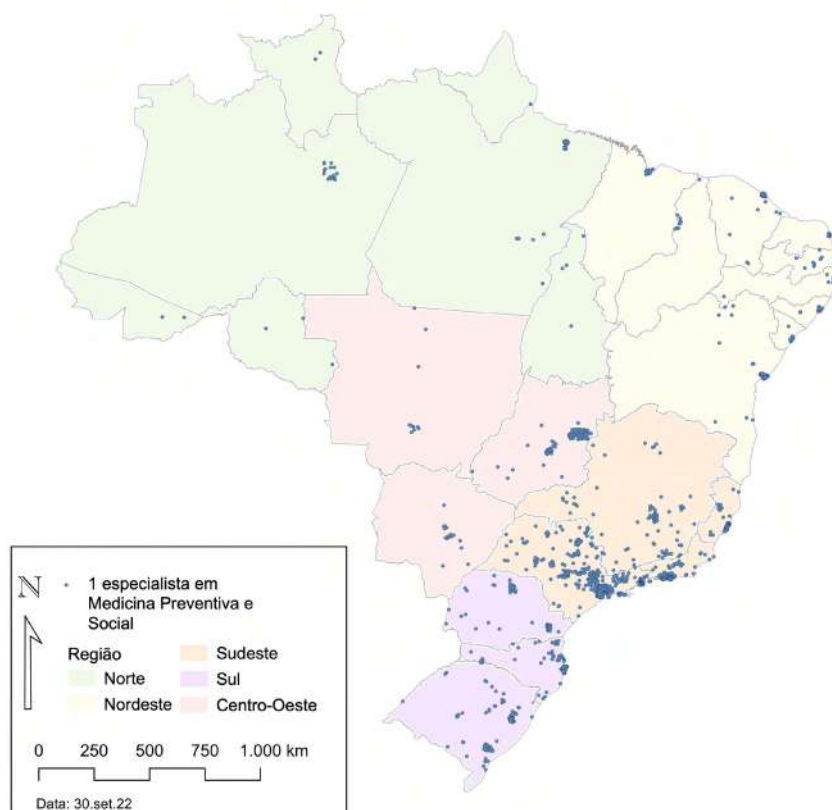 N
1 especialista em
Medicina Preventiva e
Social
Região
Norte
Nordeste
Sudeste
Sul
Centro-Oeste
0 250 500 750 1.000 km
Data: 30.set.22